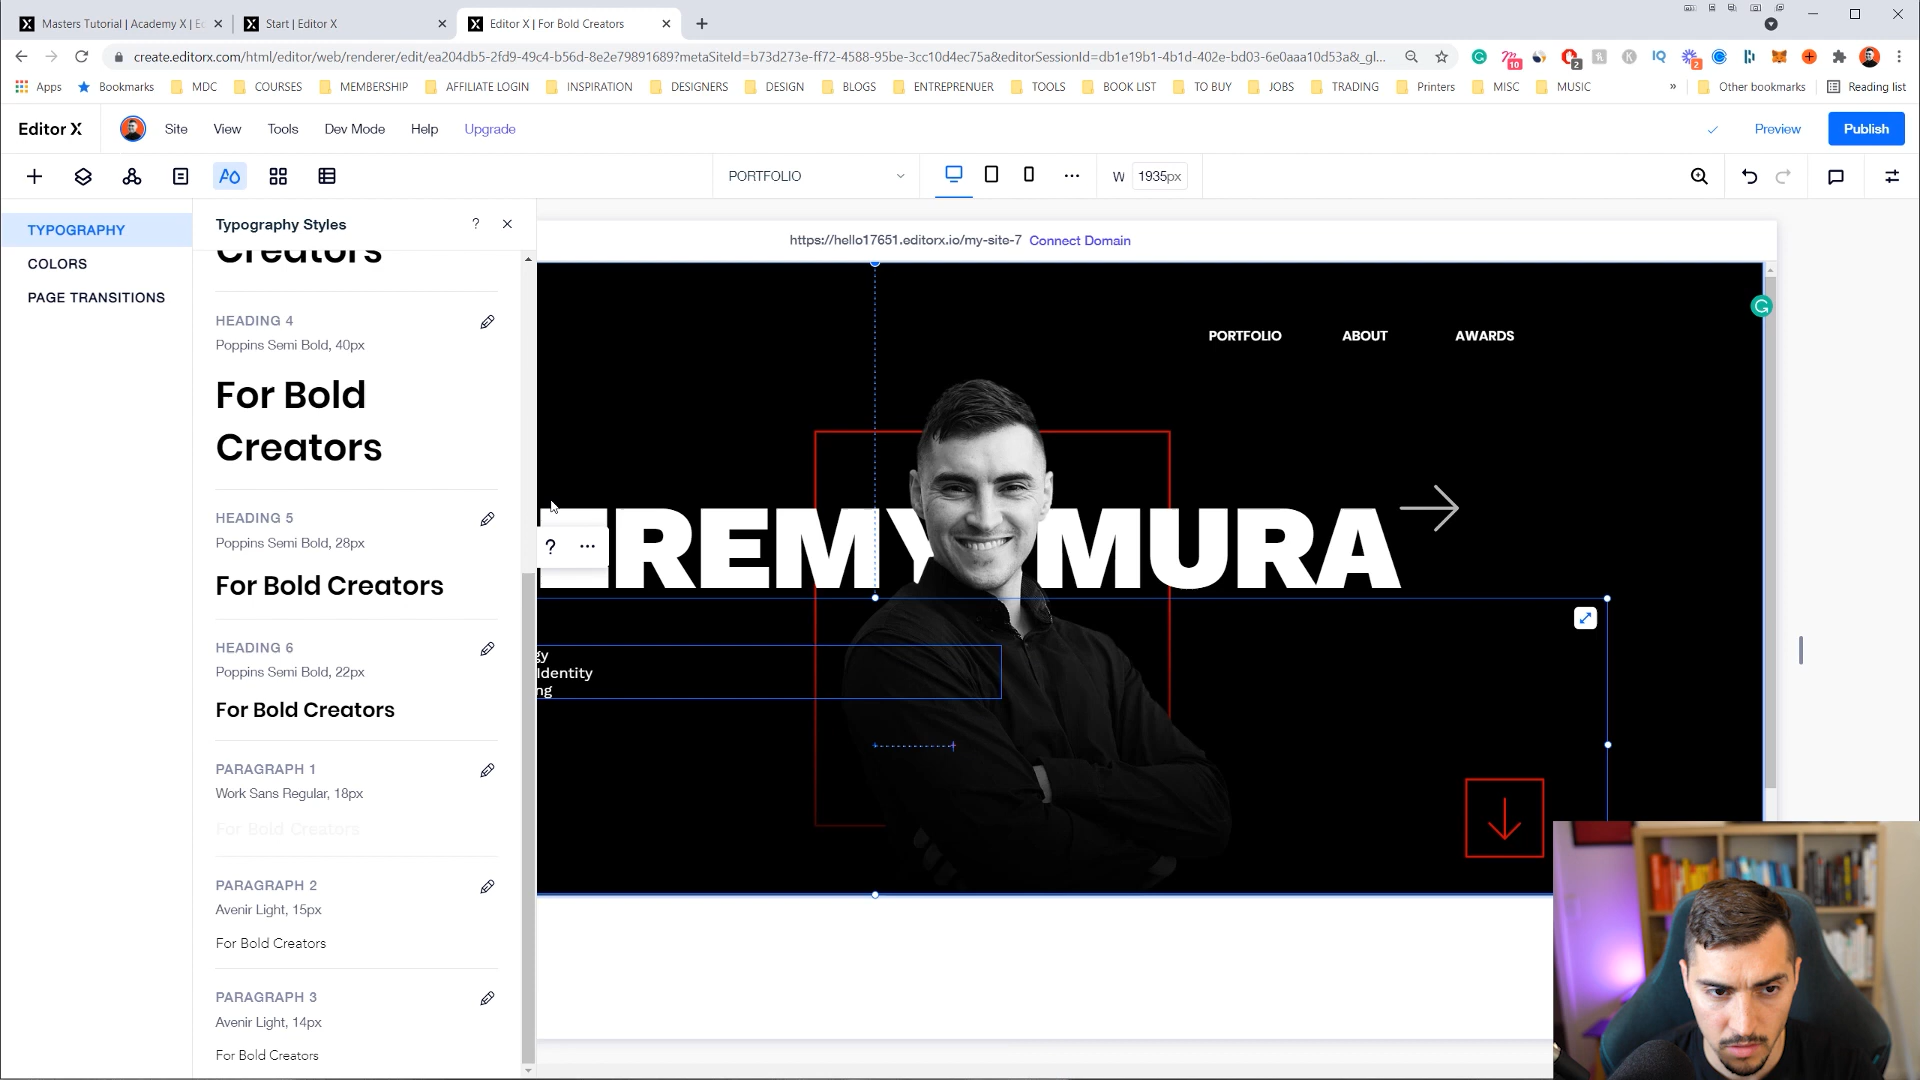 Masters Tutorial | Academy X | E
Start | Editor X
Editor X | For Bold Creators
create.editorx.com/html/editor/web/renderer/edit/ea204db5-2fd9-49c4-b56d-8e2e79891689?metaSiteId=b73d273e-ff72-4588-95be-3cc10d4ec75a&editorSessionId=db1e19b1-4b1d-402e-bd03-6e0aaa10d53a&_gl...
Apps Bookmarks MDC COURSES MEMBERSHIP AFFILIATE LOGIN INSPIRATION DESIGNERS DESIGN BLOGS ENTREPRENUER TOOLS BOOK LIST TO BUY JOBS TRADING Printers MISC MUSIC » Other bookmarks Reading list
Editor X Site View Tools Dev Mode Help Upgrade Preview Publish
PORTFOLIO W 1935px
TYPOGRAPHY
COLORS
PAGE TRANSITIONS
Typography Styles ?
Creators
HEADING 4
Poppins Semi Bold, 40px
For Bold
Creators
HEADING 5
Poppins Semi Bold, 28px
For Bold Creators
HEADING 6
Poppins Semi Bold, 22px
For Bold Creators
PARAGRAPH 1
Work Sans Regular, 18px
For Bold Creators
PARAGRAPH 2
Avenir Light, 15px
For Bold Creators
PARAGRAPH 3
Avenir Light, 14px
For Bold Creators
https://hello17651.editorx.io/my-site-7 Connect Domain
PORTFOLIO ABOUT AWARDS
EREMY MURA
? ...
gy
Identity
ng